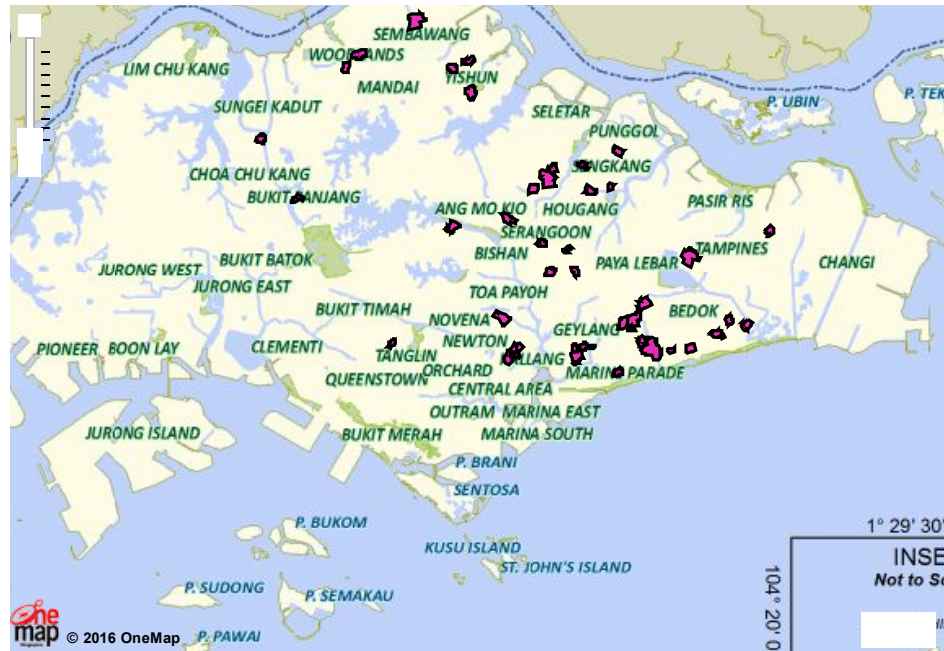 SEMBAWANG
WOODLANDS
LIM CHU KANG
YISHUN
MANDAI
P. UBIN
P. TEK
SUNGEI KADUT
SELETAR
PUNGGOL
SENGKANG
CHOA CHU KANG
BUKIT PANJANG
PASIR RIS
ANG MO KIO
HOUGANG
SERANGOON
BISHAN
TAMPINES
BUKIT BATOK
PAYA LEBAR
CHANGI
JURONG WEST
JURONG EAST
TOA PAYOH
BUKIT TIMAH
BEDOK
NOVENA
GEYLANG
NEWTON
PIONEER
BOON LAY
CLEMENTI
TANGLIN
KALLANG
ORCHARD
MARINE PARADE
QUEENSTOWN
CENTRAL AREA
OUTRAM
MARINA EAST
JURONG ISLAND
BUKIT MERAH
MARINA SOUTH
P. BRANI
SENTOSA
P. BUKOM
1° 29' 30'
KUSU ISLAND
INSE
ST. JOHN'S ISLAND
Not to Sc
104° 20' 0
P. SUDONG
P. SEMAKAU
One
map © 2016 OneMap
P. PAWAI